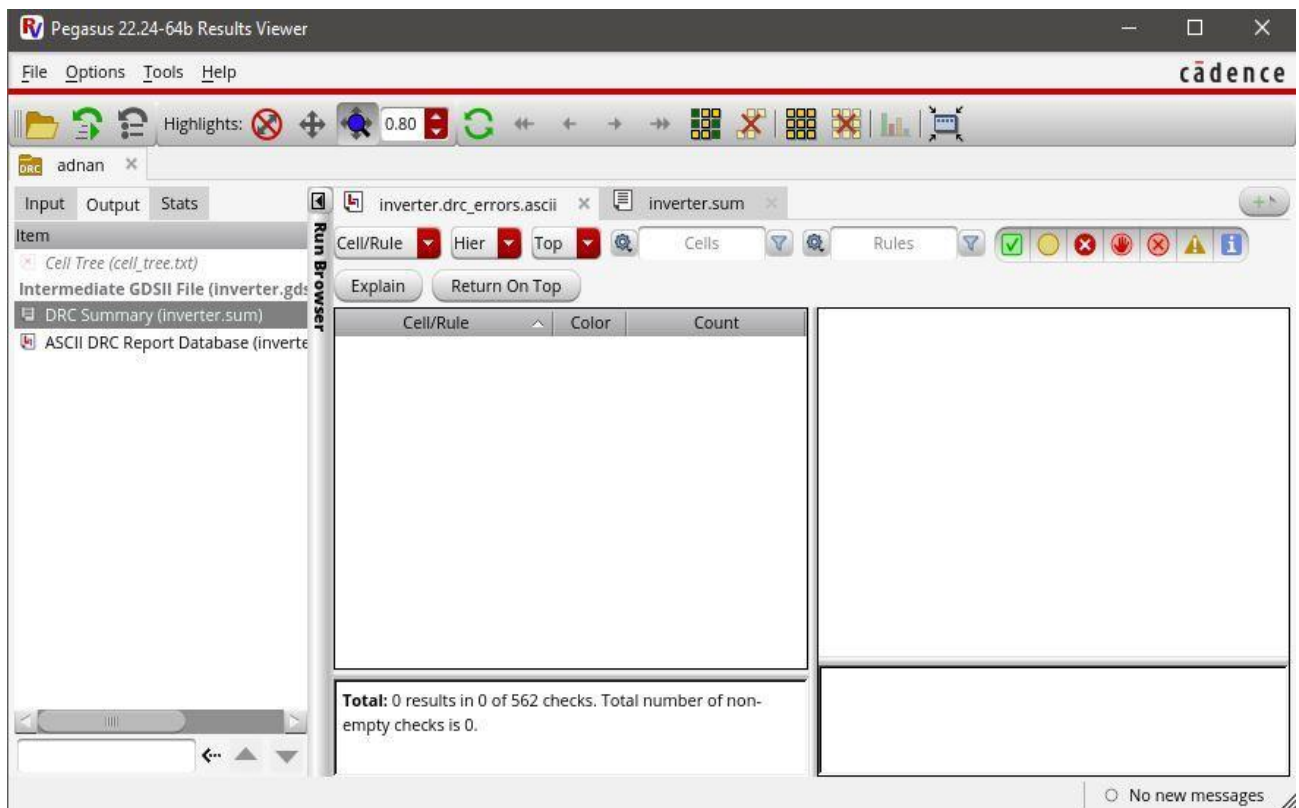 Pegasus 22.24-64b Results Viewer
File Options Tools Help
cādence
Highlights: 0.80
DRC adnan
Input Output Stats
inverter.drc_errors.ascii inverter.sum
Item
Cell/Rule Hier Top Cells Rules
Cell Tree (cell_tree.txt)
Explain Return On Top
Intermediate GDSII File (inverter.gds
DRC Summary (inverter.sum)
ASCII DRC Report Database (inverte
Run Browser
Cell/Rule Color Count
Total: 0 results in 0 of 562 checks. Total number of non-
empty checks is 0.
No new messages